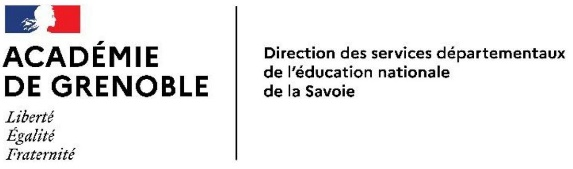 ACADÉMIE
DE GRENOBLE
Liberté
Égalité
Fraternité
Direction des services départementaux
de l'éducation nationale
de la Savoie